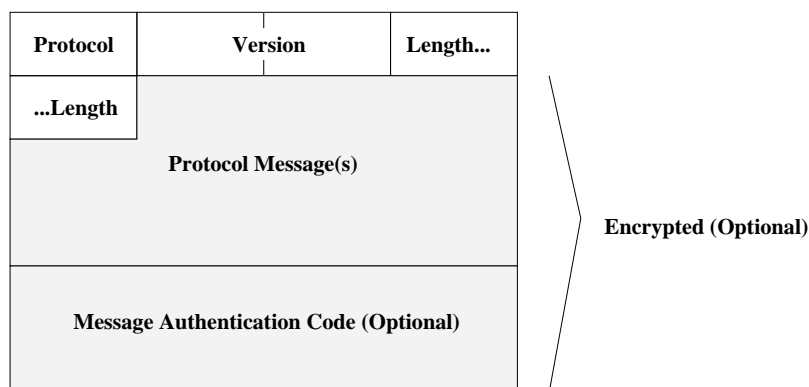 Protocol Version Length...
...Length
Protocol Message(s)
Encrypted (Optional)
Message Authentication Code (Optional)